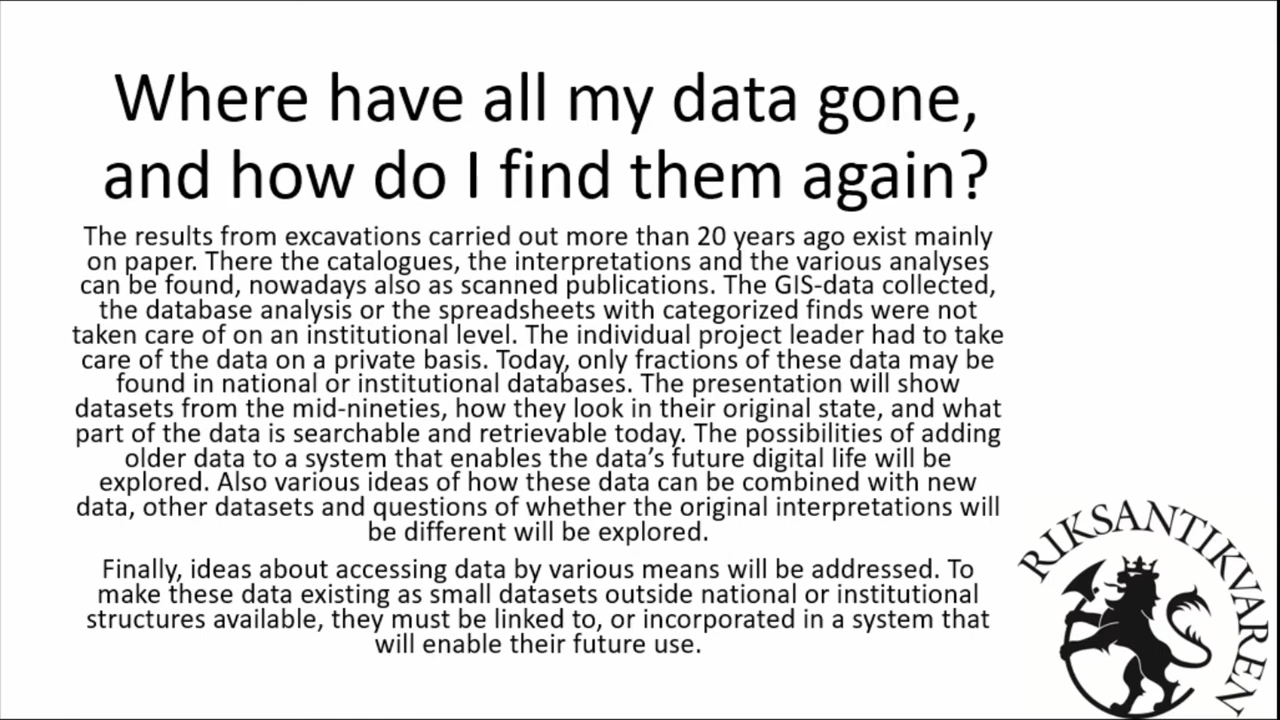 Where have all my data gone,
and how do I find them again?
The results from excavations carried out more than 20 years ago exist mainly
on paper. There the catalogues, the interpretations and the various analyses
can be found, nowadays also as scanned publications. The GIS-data collected,
the database analysis or the spreadsheets with categorized finds were not
taken care of on an institutional level. The individual project leader had to take
care of the data on a private basis. Today, only fractions of these data may be
found in national or institutional databases. The presentation will show
datasets from the mid-nineties, how they look in their original state, and what
part of the data is searchable and retrievable today. The possibilities of adding
older data to a system that enables the data’s future digital life will be
explored. Also various ideas of how these data can be combined with new
data, other datasets and questions of whether the original interpretations will
be different will be explored.
Finally, ideas about accessing data by various means will be addressed. To
make these data existing as small datasets outside national or institutional
structures available, they must be linked to, or incorporated in a system that
will enable their future use.
RIKSANTIKVAREN